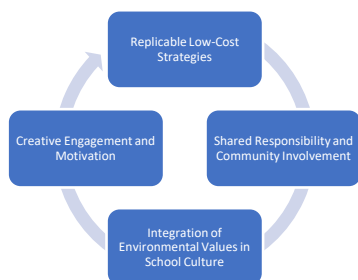 Replicable Low-Cost
Strategies
Creative Engagement and
Motivation
Shared Responsibility and
Community Involvement
Integration of
Environmental Values in
School Culture